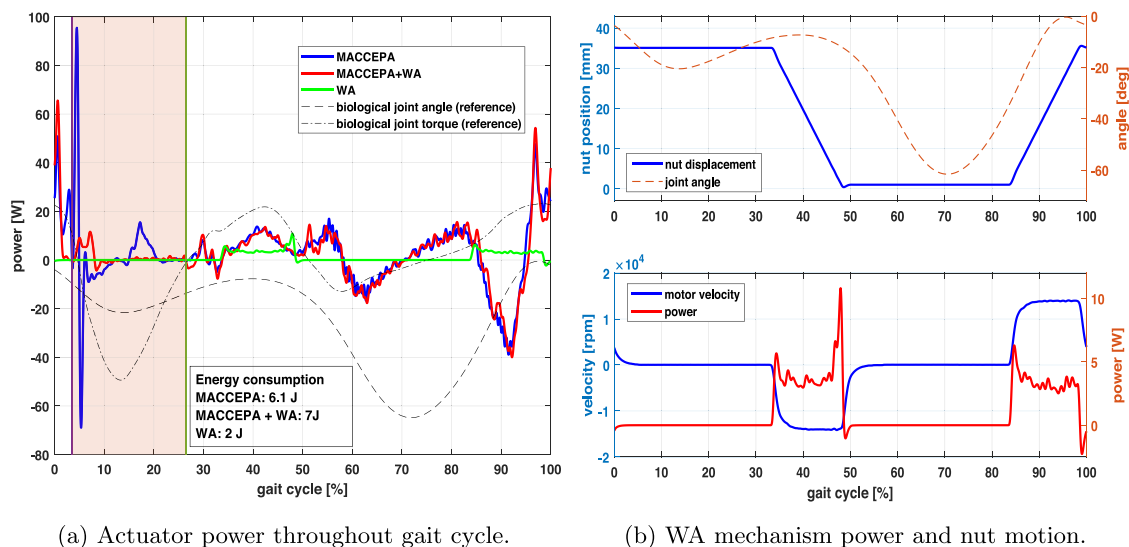 100
80
60
40
20
0
-20
-40
-60
-80
power [W]
0 10 20 30 40 50 60 70 80 90 100
gait cycle [%]
MACCEPA
MACCEPA+WA
WA
biological joint angle (reference)
biological joint torque (reference)
Energy consumption
MACCEPA: 6.1 J
MACCEPA + WA: 7J
WA: 2 J
(a) Actuator power throughout gait cycle.
40
30
20
10
0
nut position [mm]
0
-20
-40
-60
angle [deg]
nut displacement
joint angle
0 10 20 30 40 50 60 70 80 90 100
×10⁴
2
1
0
-1
-2
velocity [rpm]
10
5
0
power [W]
motor velocity
power
0 10 20 30 40 50 60 70 80 90 100
gait cycle [%]
(b) WA mechanism power and nut motion.